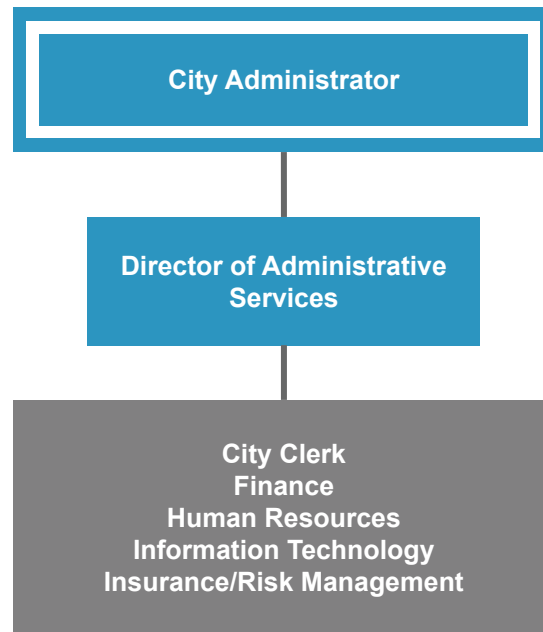 City Administrator
Director of Administrative
Services
City Clerk
Finance
Human Resources
Information Technology
Insurance/Risk Management